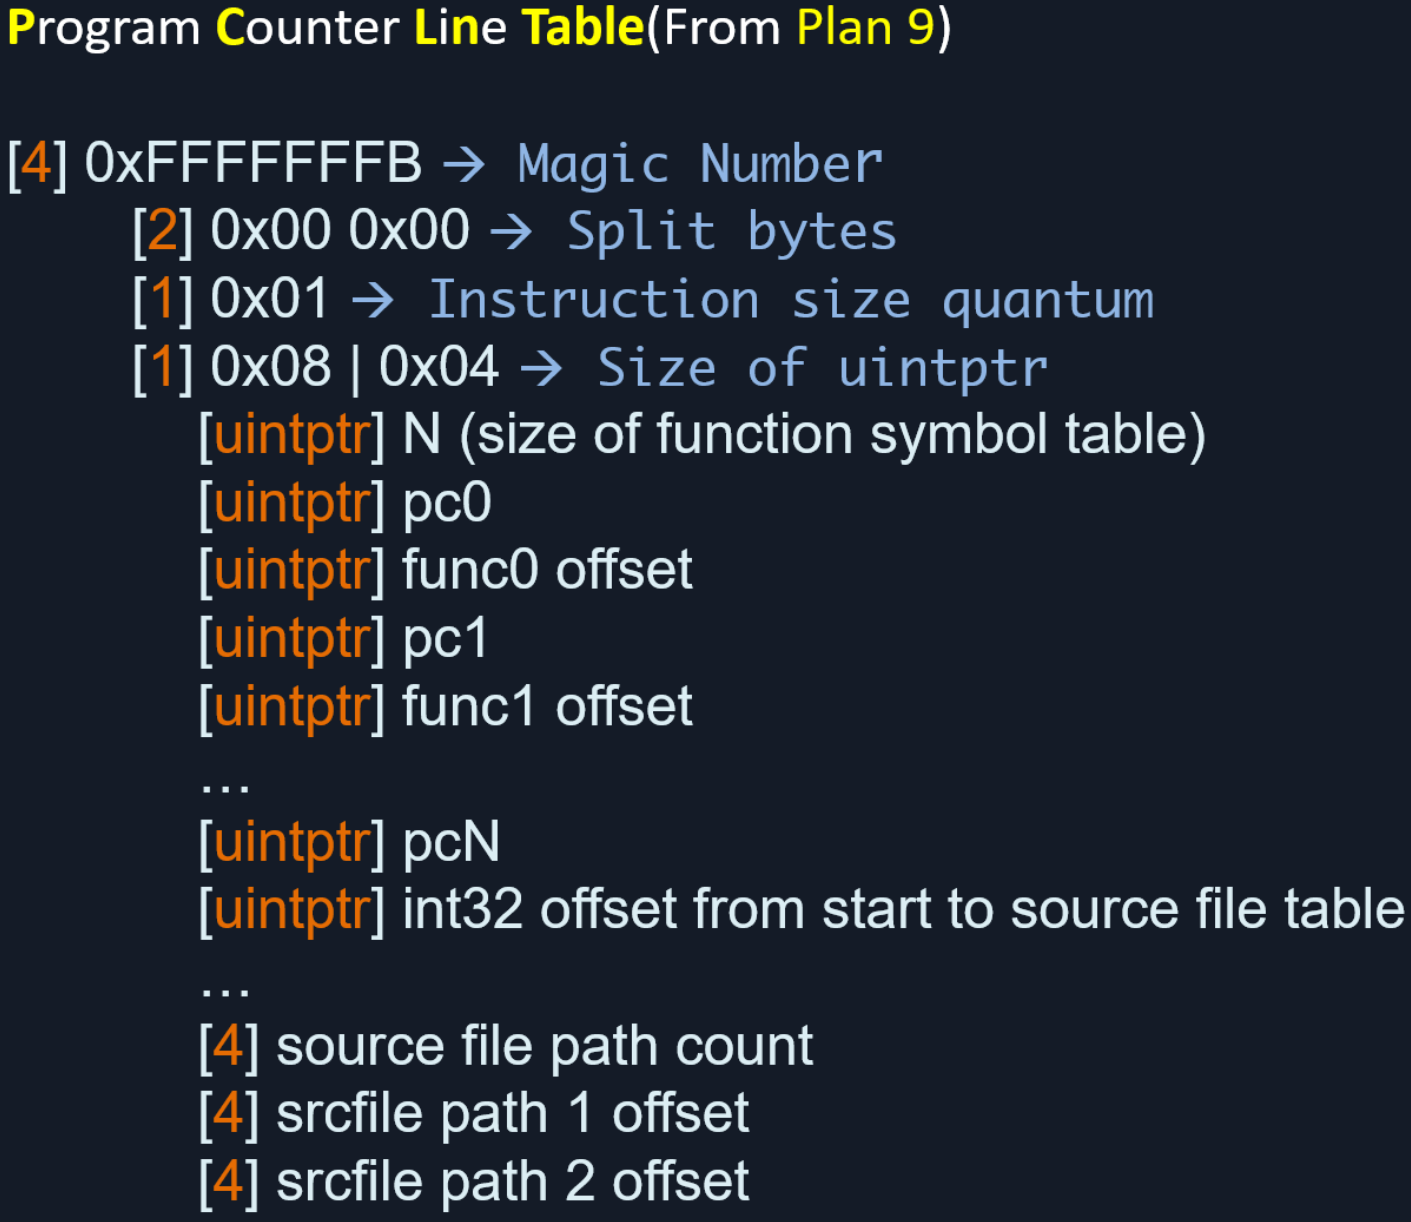 Program Counter Line Table(From Plan 9)
[4] 0xFFFFFFFB → Magic Number
[2] 0x00 0x00 → Split bytes
[1] 0x01 → Instruction size quantum
[1] 0x08 | 0x04 → Size of uintptr
[uintptr] N (size of function symbol table)
[uintptr] pc0
[uintptr] func0 offset
[uintptr] pc1
[uintptr] func1 offset
...
[uintptr] pcN
[uintptr] int32 offset from start to source file table
...
[4] source file path count
[4] srcfile path 1 offset
[4] srcfile path 2 offset